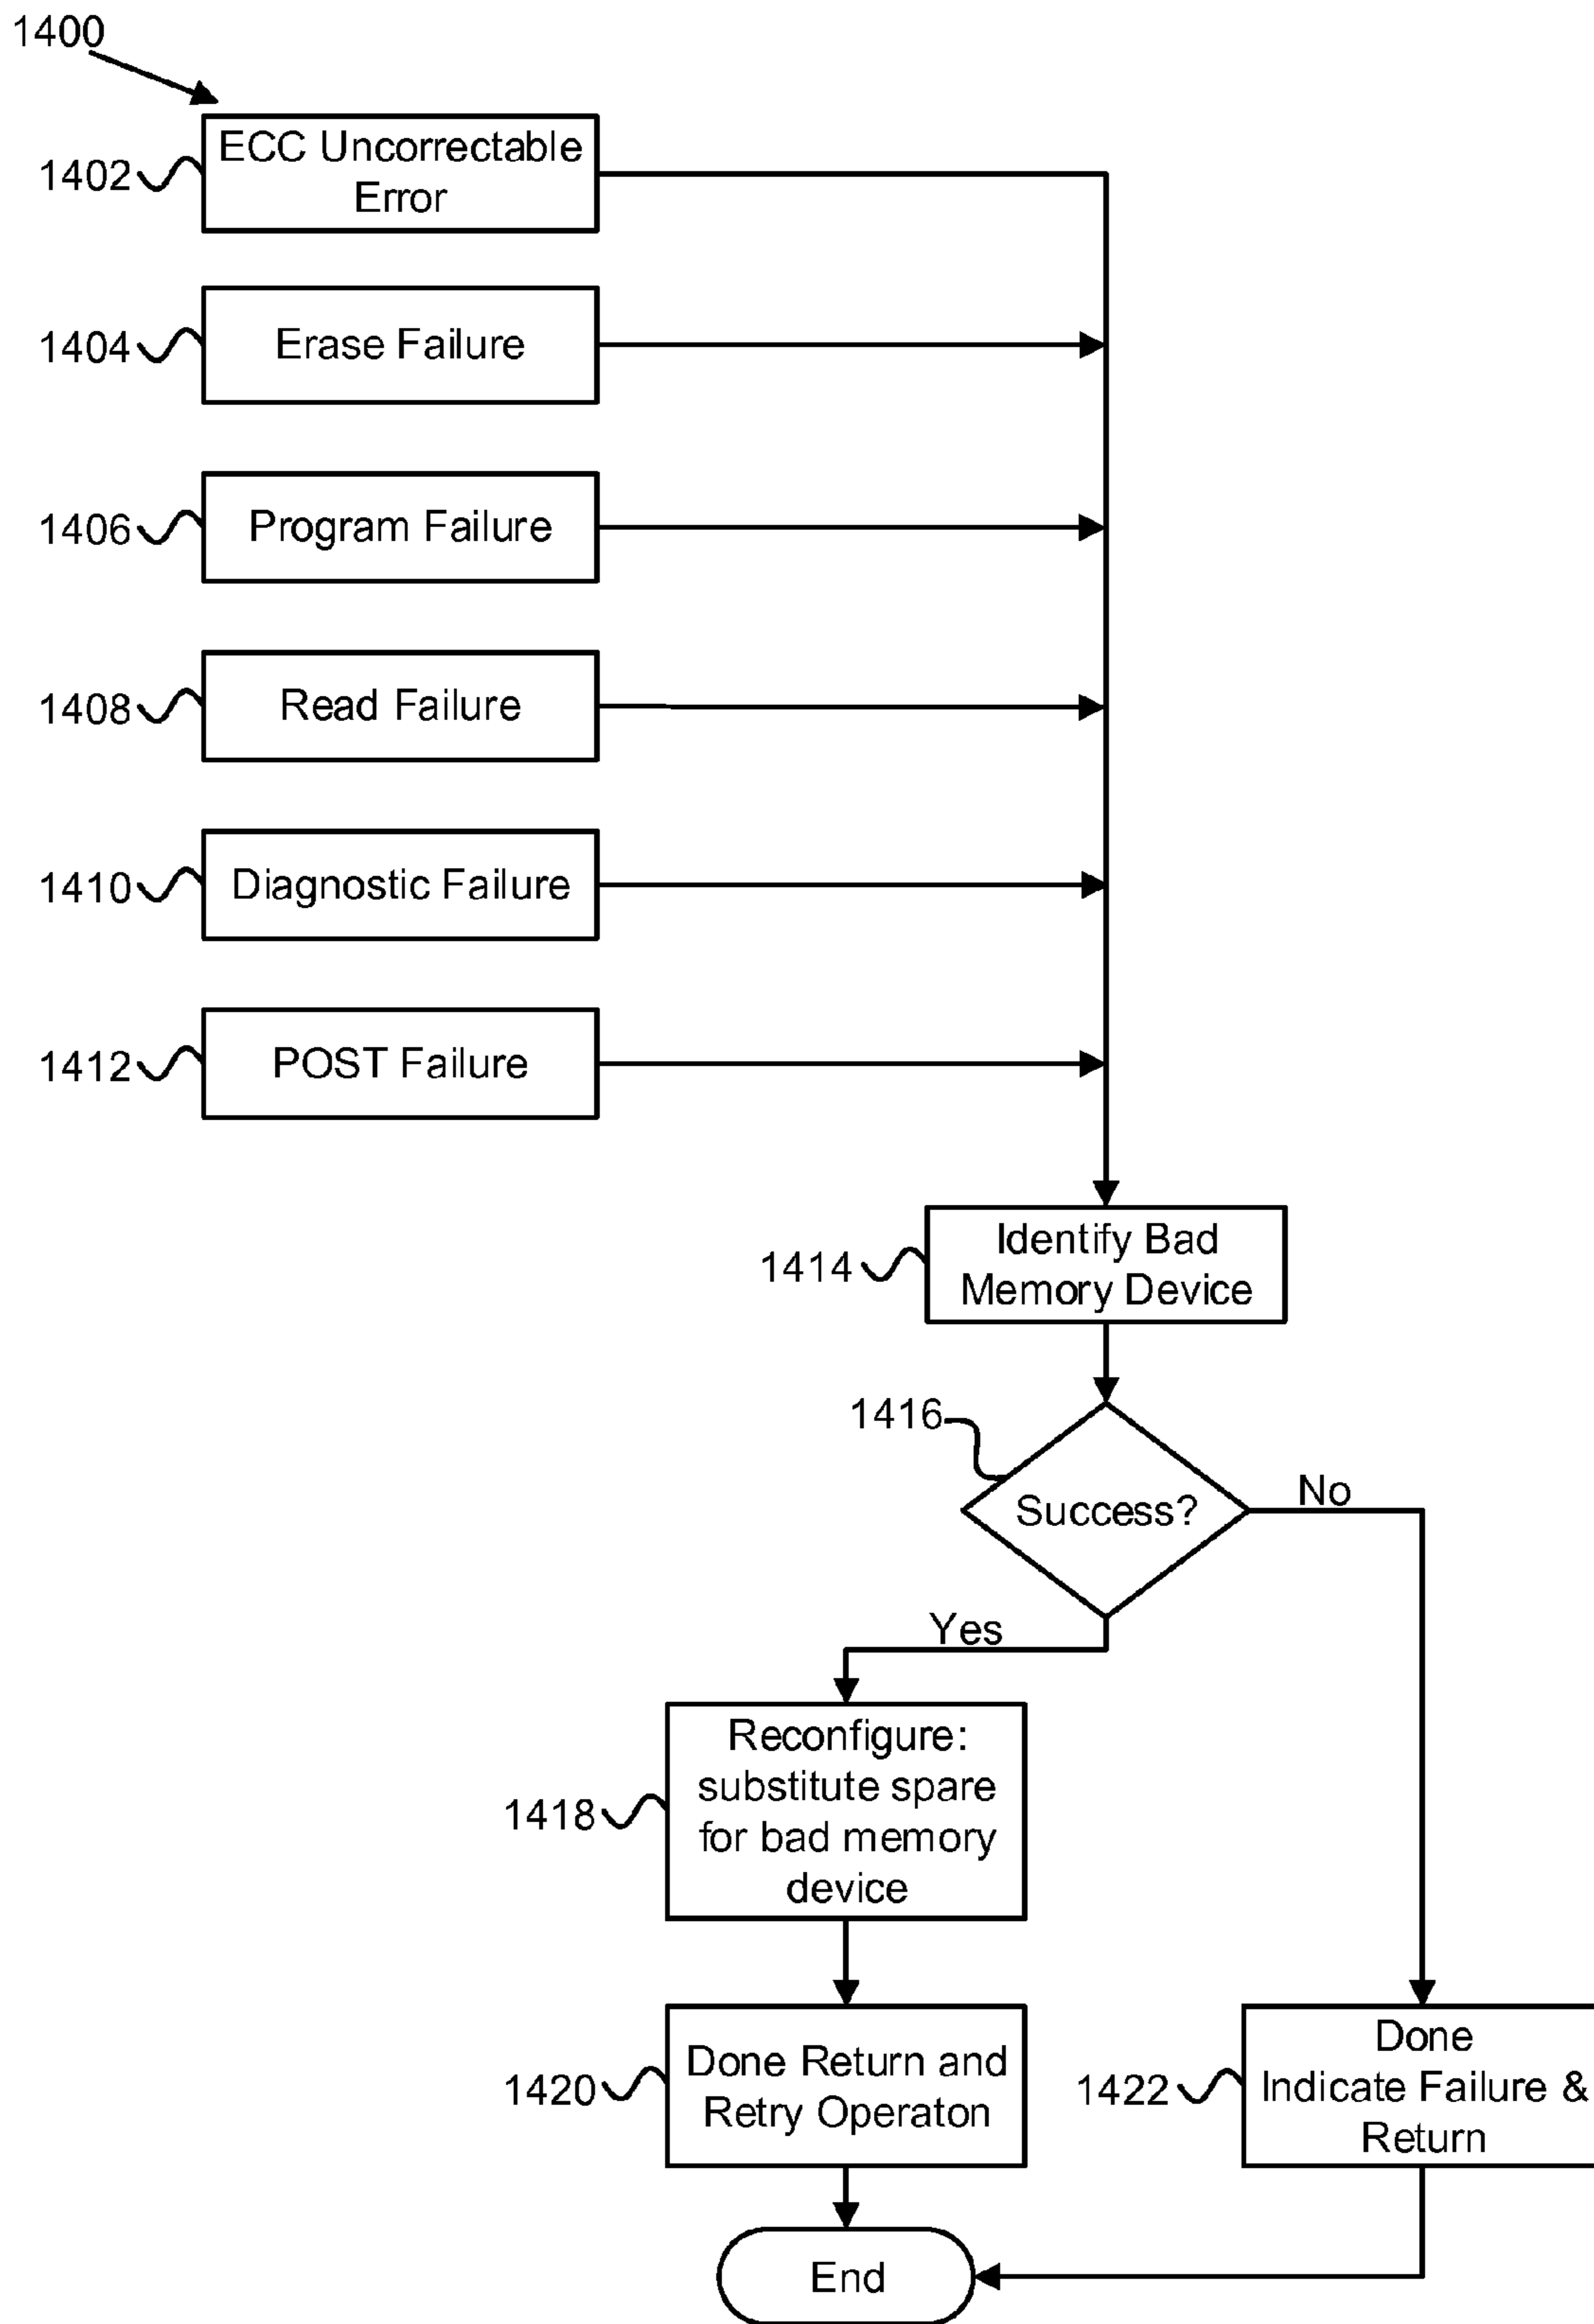 1400
1402
ECC Uncorrectable
Error
1404
Erase Failure
1406
Program Failure
1408
Read Failure
1410
Diagnostic Failure
1412
POST Failure
1414
Identify Bad
Memory Device
1416
Success?
No
Yes
1418
Reconfigure:
substitute spare
for bad memory
device
1420
Done Return and
Retry Operaton
1422
Done
Indicate Failure &
Return
End